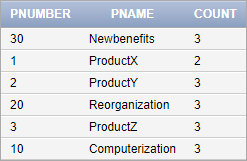 PNUMBER PNAME COUNT
30 Newbenefits 3
1 ProductX 2
2 ProductY 3
20 Reorganization 3
3 ProductZ 3
10 Computerization 3